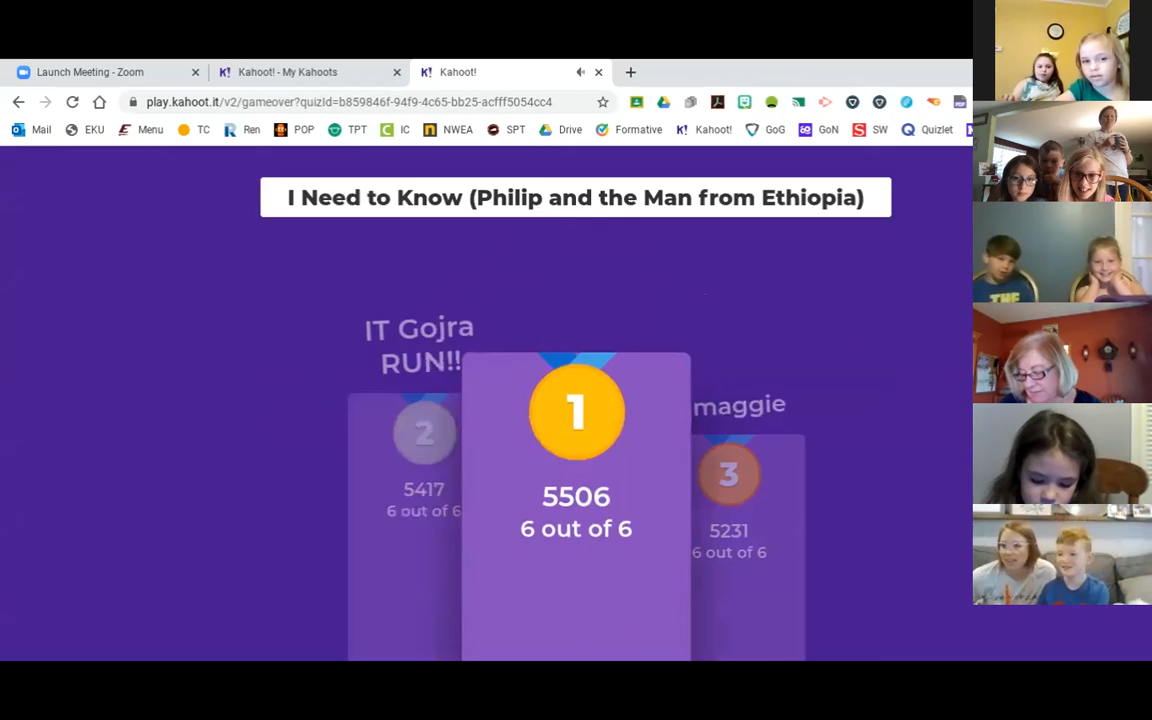 Launch Meeting - Zoom
Kahoot! - My Kahoots
Kahoot!
play.kahoot.it/v2/gameover?quizId=b859846f-94f9-4c65-bb25-acfff5054cc4
Mail EKU Menu TC Ren POP TPT IC NWEA SPT Drive Formative Kahoot! GoG GoN SW Quizlet
I Need to Know (Philip and the Man from Ethiopia)
IT Gojra
RUN!!
maggie
1
2
3
5506
6 out of 6
5417
6 out of 6
5231
6 out of 6